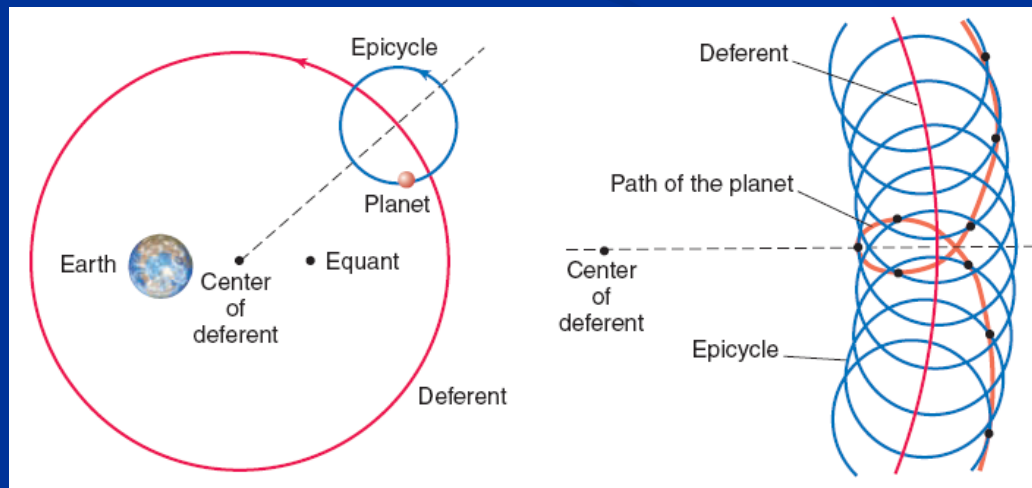 Epicycle
Planet
Earth
Center
of
deferent
Equant
Deferent
Deferent
Path of the planet
Center
of
deferent
Epicycle